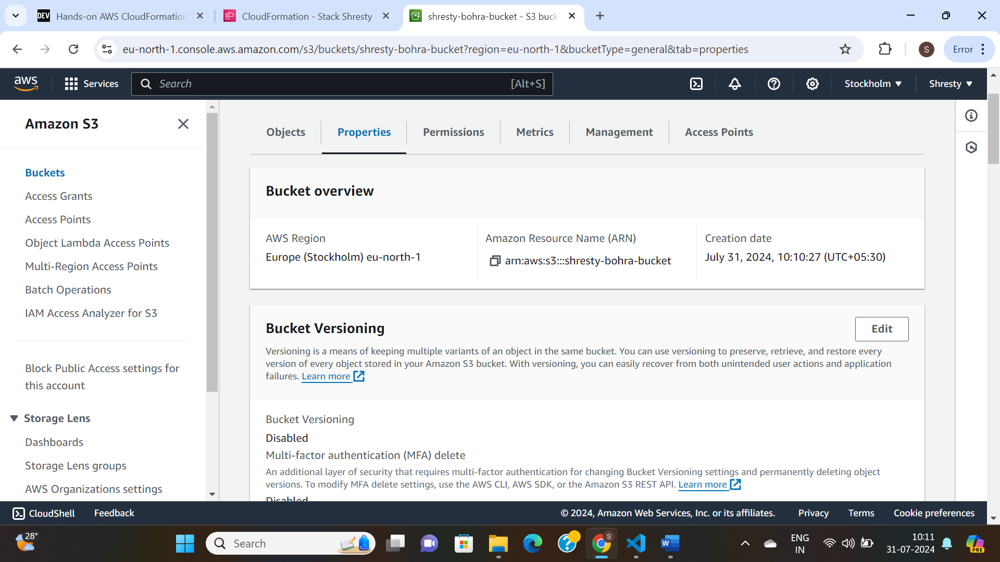 DEV Hands-on AWS CloudFormation
CloudFormation - Stack Shresty
shresty-bohra-bucket - S3 buck
eu-north-1.console.aws.amazon.com/s3/buckets/shresty-bohra-bucket?region=eu-north-1&bucketType=general&tab=properties
S
Error
aws
Services
Search
[Alt+S]
Stockholm
Shresty
Amazon S3
Buckets
Access Grants
Access Points
Object Lambda Access Points
Multi-Region Access Points
Batch Operations
IAM Access Analyzer for S3
Block Public Access settings for
this account
Storage Lens
Dashboards
Storage Lens groups
AWS Organizations settings
Objects
Properties
Permissions
Metrics
Management
Access Points
Bucket overview
AWS Region
Europe (Stockholm) eu-north-1
Amazon Resource Name (ARN)
arn:aws:s3:::shresty-bohra-bucket
Creation date
July 31, 2024, 10:10:27 (UTC+05:30)
Bucket Versioning
Edit
Versioning is a means of keeping multiple variants of an object in the same bucket. You can use versioning to preserve, retrieve, and restore every
version of every object stored in your Amazon S3 bucket. With versioning, you can easily recover from both unintended user actions and application
failures. Learn more
Bucket Versioning
Disabled
Multi-factor authentication (MFA) delete
An additional layer of security that requires multi-factor authentication for changing Bucket Versioning settings and permanently deleting object
versions. To modify MFA delete settings, use the AWS CLI, AWS SDK, or the Amazon S3 REST API. Learn more
Disabled
CloudShell
Feedback
© 2024, Amazon Web Services, Inc. or its affiliates.
Privacy
Terms
Cookie preferences
28°
Search
S
W
ENG
IN
10:11
31-07-2024
PRE